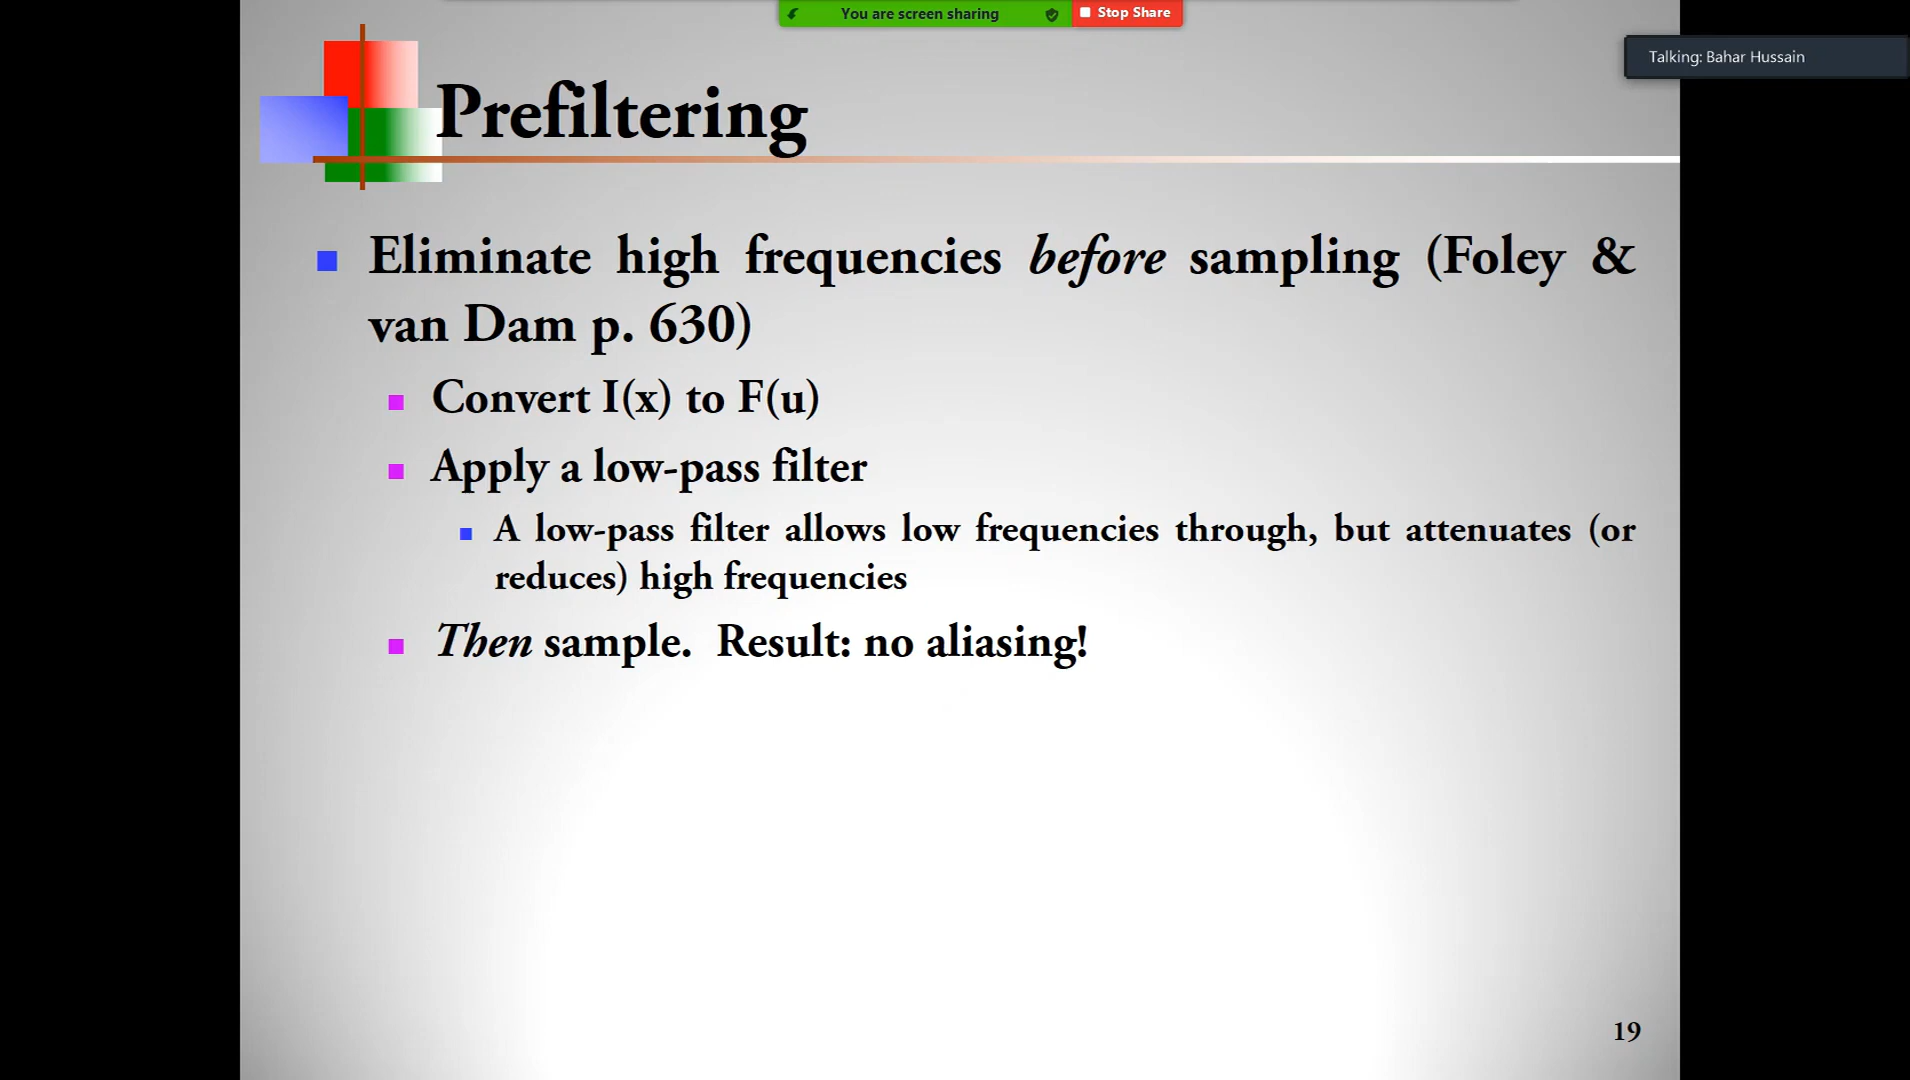 You are screen sharing
Stop Share
Talking: Bahar Hussain
Prefiltering
Eliminate high frequencies before sampling (Foley &
van Dam p. 630)
Convert I(x) to F(u)
Apply a low-pass filter
A low-pass filter allows low frequencies through, but attenuates (or
reduces) high frequencies
Then sample. Result: no aliasing!
19